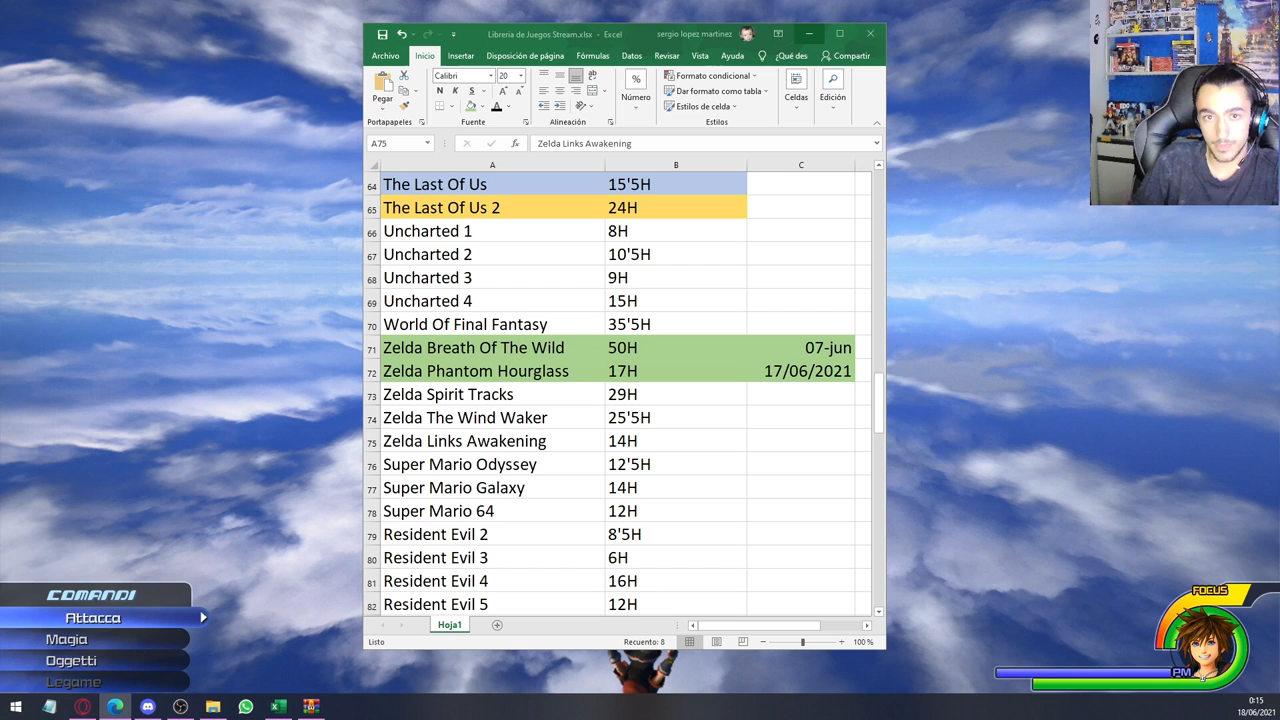 Libreria de Juegos Stream.xlsx - Excel
sergio lopez martinez
Archivo Inicio Insertar Disposición de página Fórmulas Datos Revisar Vista Ayuda ¿Qué des Compartir
Pegar
Calibri 20
N K S
Número
Formato condicional
Dar formato como tabla
Estilos de celda
Celdas
Edición
Portapapeles Fuente Alineación Estilos
A75 fx Zelda Links Awakening
A B C
64 The Last Of Us 15'5H
65 The Last Of Us 2 24H
66 Uncharted 1 8H
67 Uncharted 2 10'5H
68 Uncharted 3 9H
69 Uncharted 4 15H
70 World Of Final Fantasy 35'5H
71 Zelda Breath Of The Wild 50H 07-jun
72 Zelda Phantom Hourglass 17H 17/06/2021
73 Zelda Spirit Tracks 29H
74 Zelda The Wind Waker 25'5H
75 Zelda Links Awakening 14H
76 Super Mario Odyssey 12'5H
77 Super Mario Galaxy 14H
78 Super Mario 64 12H
79 Resident Evil 2 8'5H
80 Resident Evil 3 6H
81 Resident Evil 4 16H
82 Resident Evil 5 12H
Hoja1
Listo Recuento: 8 100 %
COMANDI
Attacca
Magia
Oggetti
Legame
FOCUS
PM
0:15
18/06/2021